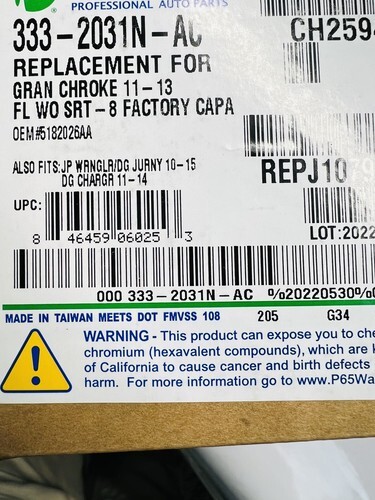 PROFESSIONAL AUTO PARTS
333-2031N-AC
CH259
REPLACEMENT FOR
GRAN CHROKE 11-13
FL WO SRT-8 FACTORY CAPA
OEM#5182026AA
ALSO FITS:JP WRNGLR/DG JURNY 10-15
DG CHARGR 11-14
REPJ10
UPC:
8 46459 06025 3
LOT:2022
000 333-2031N-AC %20220530%
MADE IN TAIWAN MEETS DOT FMVSS 108 205 G34
WARNING - This product can expose you to
chromium (hexavalent compounds), which are
of California to cause cancer and birth defects
harm. For more information go to www.P65Wa